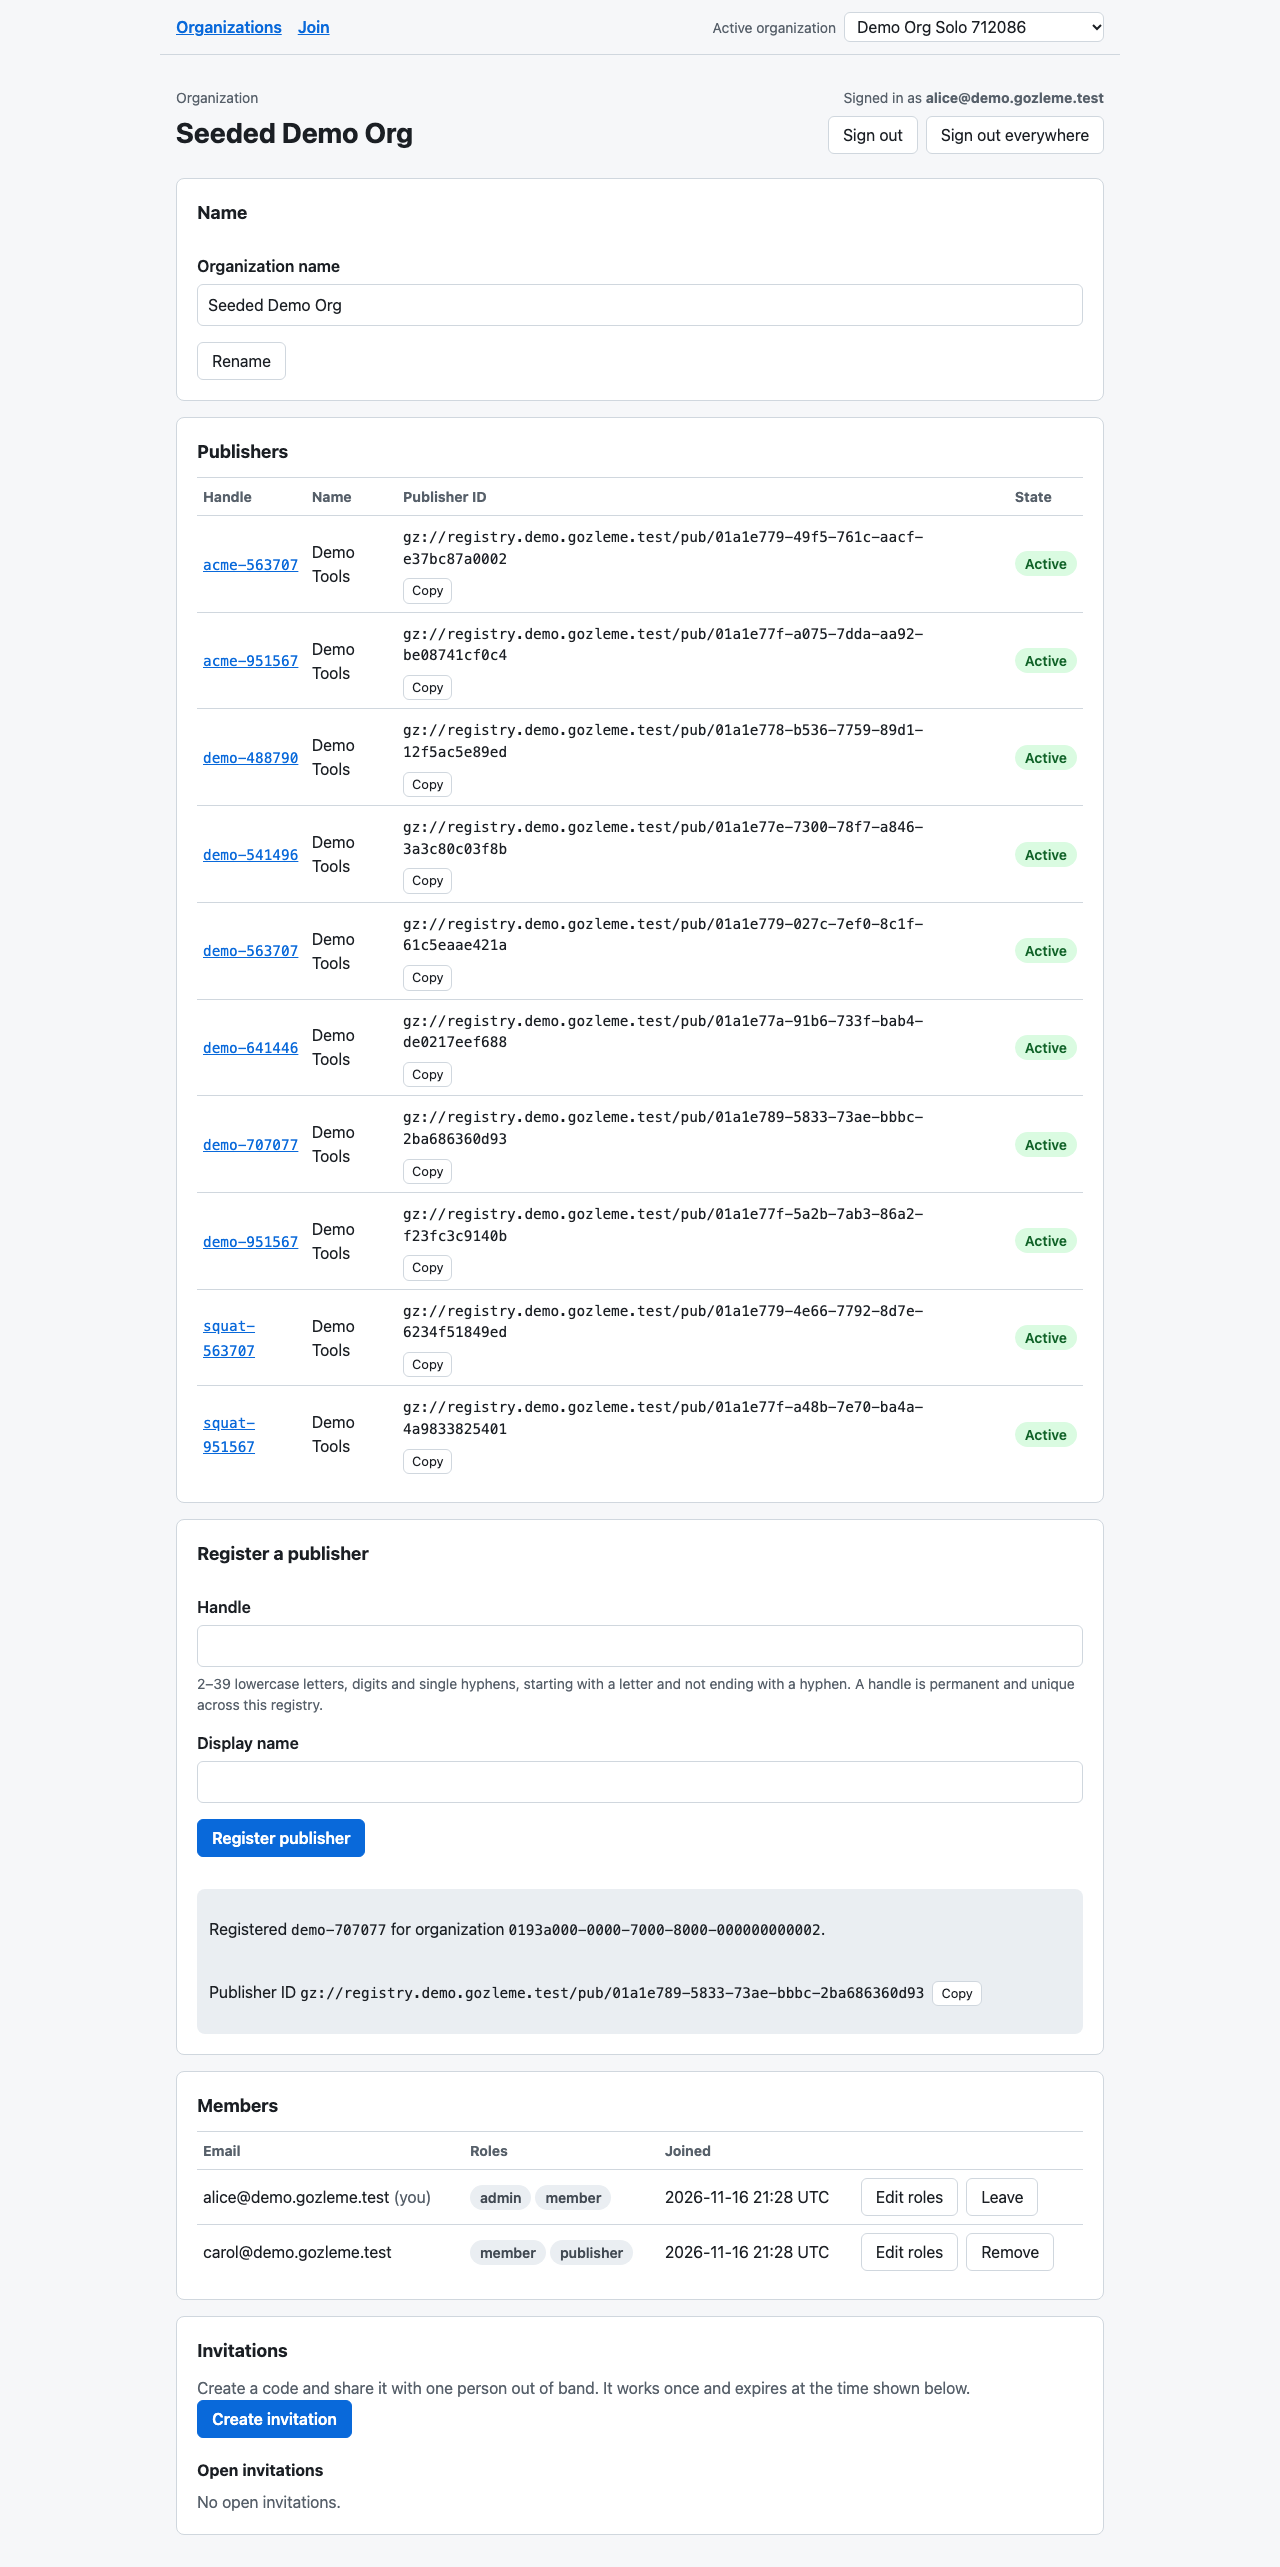 Organizations Join
Active organization Demo Org Solo 712086
Organization
Signed in as alice@demo.gozleme.test
Seeded Demo Org
Sign out Sign out everywhere
Name
Organization name
Seeded Demo Org
Rename
Publishers
Handle Name Publisher ID State
acme-563707 Demo Tools gz://registry.demo.gozleme.test/pub/01a1e779-49f5-761c-aacf-
e37bc87a0002
Copy
Active
acme-951567 Demo Tools gz://registry.demo.gozleme.test/pub/01a1e77f-a075-7dda-aa92-
be08741cf0c4
Copy
Active
demo-488790 Demo Tools gz://registry.demo.gozleme.test/pub/01a1e778-b536-7759-89d1-
12f5ac5e89ed
Copy
Active
demo-541496 Demo Tools gz://registry.demo.gozleme.test/pub/01a1e77e-7300-78f7-a846-
3a3c80c03f8b
Copy
Active
demo-563707 Demo Tools gz://registry.demo.gozleme.test/pub/01a1e779-027c-7ef0-8c1f-
61c5eaae421a
Copy
Active
demo-641446 Demo Tools gz://registry.demo.gozleme.test/pub/01a1e77a-91b6-733f-bab4-
de0217eef688
Copy
Active
demo-707077 Demo Tools gz://registry.demo.gozleme.test/pub/01a1e789-5833-73ae-bbbc-
2ba686360d93
Copy
Active
demo-951567 Demo Tools gz://registry.demo.gozleme.test/pub/01a1e77f-5a2b-7ab3-86a2-
f23fc3c9140b
Copy
Active
squat-
563707 Demo Tools gz://registry.demo.gozleme.test/pub/01a1e779-4e66-7792-8d7e-
6234f51849ed
Copy
Active
squat-
951567 Demo Tools gz://registry.demo.gozleme.test/pub/01a1e77f-a48b-7e70-ba4a-
4a9833825401
Copy
Active
Register a publisher
Handle
2–39 lowercase letters, digits and single hyphens, starting with a letter and not ending with a hyphen. A handle is permanent and unique
across this registry.
Display name
Register publisher
Registered demo-707077 for organization 0193a000-0000-7000-8000-000000000002.
Publisher ID gz://registry.demo.gozleme.test/pub/01a1e789-5833-73ae-bbbc-2ba686360d93 Copy
Members
Email Roles Joined
alice@demo.gozleme.test (you) admin member 2026-11-16 21:28 UTC Edit roles Leave
carol@demo.gozleme.test member publisher 2026-11-16 21:28 UTC Edit roles Remove
Invitations
Create a code and share it with one person out of band. It works once and expires at the time shown below.
Create invitation
Open invitations
No open invitations.